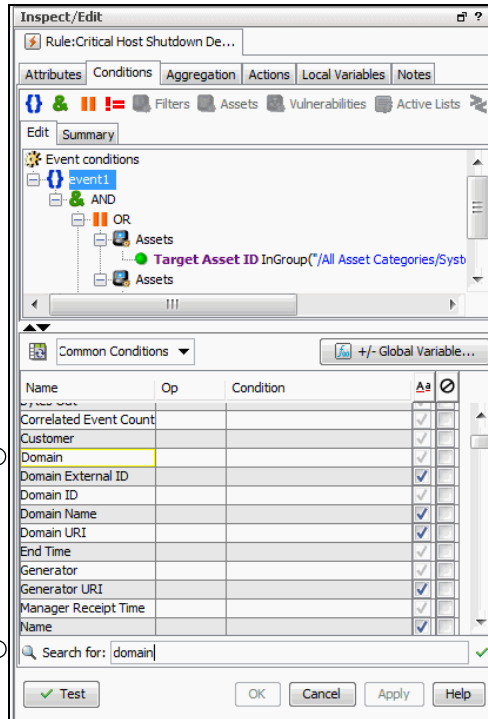 Inspect/Edit ?
Rule:Critical Host Shutdown De...
Attributes Conditions Aggregation Actions Local Variables Notes
{} & != Filters Assets Vulnerabilities Active Lists
Edit Summary
Event conditions
{} event1
& AND
OR
Assets
Target Asset ID InGroup("/All Asset Categories/Syst
Assets
Common Conditions +/- Global Variable...
Name Op Condition Aa
Bytes Out
Correlated Event Count
Customer
Domain
Domain External ID
Domain ID
Domain Name
Domain URI
End Time
Generator
Generator URI
Manager Receipt Time
Name
Search for: domain
Test OK Cancel Apply Help